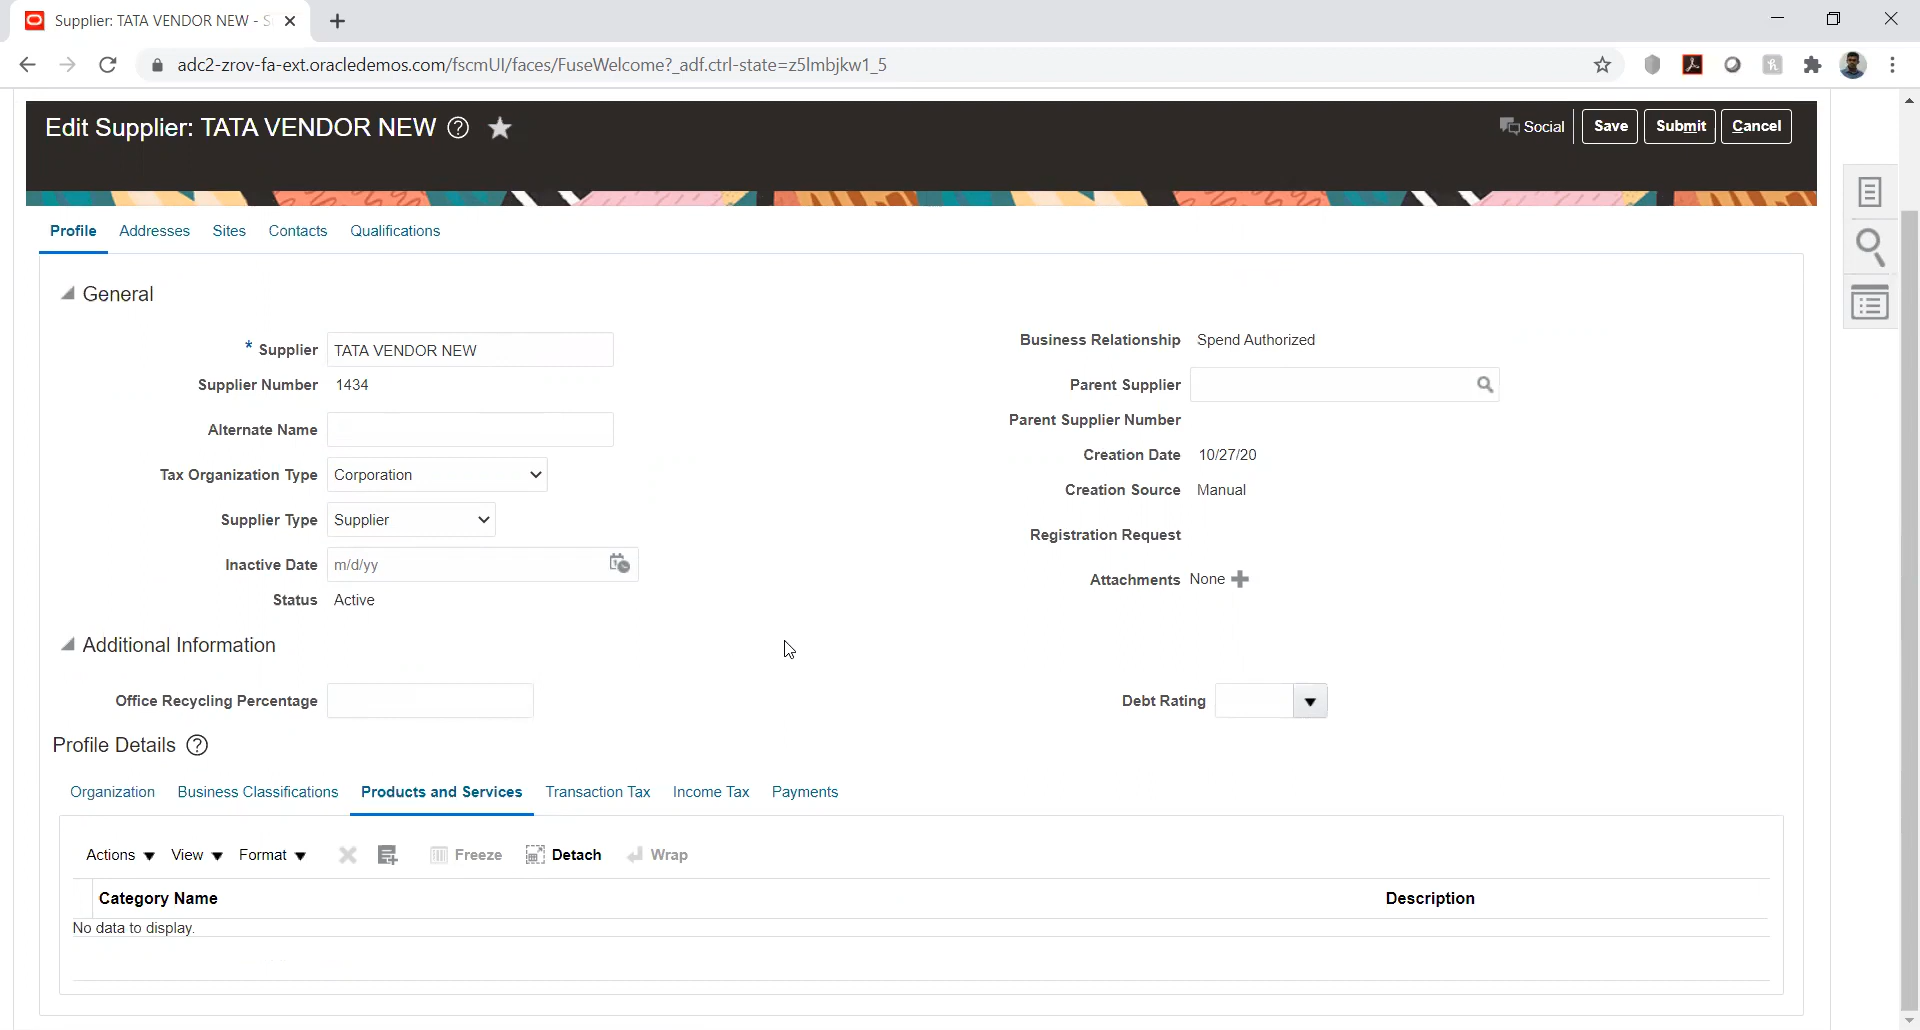 Supplier: TATA VENDOR NEW - S
adc2-zrov-fa-ext.oracledemos.com/fscmUI/faces/FuseWelcome?_adf.ctrl-state=z5lmbjkw1_5
Edit Supplier: TATA VENDOR NEW
Social
Save
Submit
Cancel
Profile
Addresses
Sites
Contacts
Qualifications
General
* Supplier TATA VENDOR NEW
Supplier Number 1434
Alternate Name
Tax Organization Type Corporation
Supplier Type Supplier
Inactive Date m/d/yy
Status Active
Business Relationship Spend Authorized
Parent Supplier
Parent Supplier Number
Creation Date 10/27/20
Creation Source Manual
Registration Request
Attachments None
Additional Information
Office Recycling Percentage
Debt Rating
Profile Details
Organization
Business Classifications
Products and Services
Transaction Tax
Income Tax
Payments
Actions
View
Format
Freeze
Detach
Wrap
Category Name
Description
No data to display.